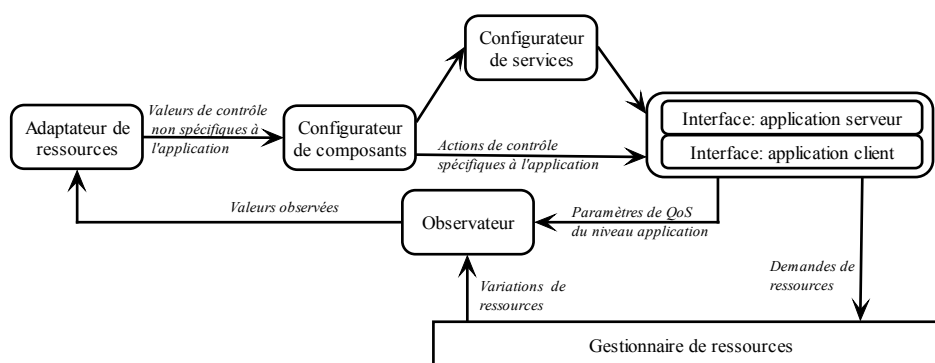 Configurateur
de services
Valeurs de contrôle
non spécifiques à
l'application
Adaptateur de
ressources
Configurateur
de composants
Interface: application serveur
Interface: application client
Actions de contrôle
spécifiques à l'application
Valeurs observées
Observateur
Paramètres de QoS
du niveau application
Variations de
ressources
Demandes de
ressources
Gestionnaire de ressources